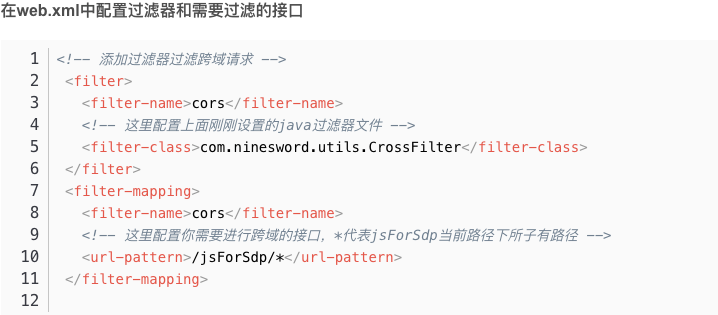 在web.xml中配置过滤器和需要过滤的接口
1 <!-- 添加过滤器过滤跨域请求 -->
2 <filter>
3 <filter-name>cors</filter-name>
4 <!-- 这里配置上面刚刚设置的java过滤器文件 -->
5 <filter-class>com.ninesword.utils.CrossFilter</filter-class>
6 </filter>
7 <filter-mapping>
8 <filter-name>cors</filter-name>
9 <!-- 这里配置你需要进行跨域的接口，*代表jsForSdp当前路径下所子有路径 -->
10 <url-pattern>/jsForSdp/*</url-pattern>
11 </filter-mapping>
12